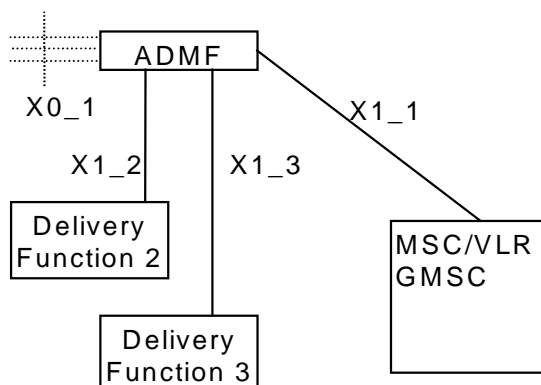 ADMF
X0_1
X1_1
X1_2
X1_3
Delivery
Function 2
MSC/VLR
GMSC
Delivery
Function 3